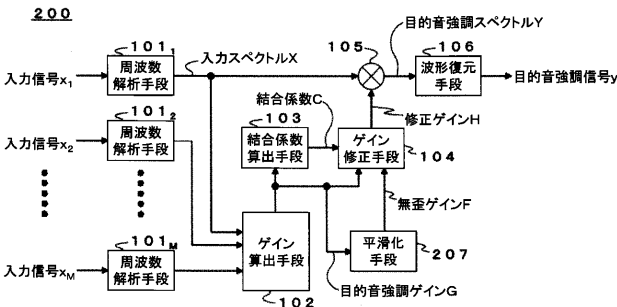 200
目的音強調スペクトルY
101₁
入力スペクトルX
105
106
入力信号x₁
周波数
解析手段
波形復元
手段
目的音強調信号y
結合係数C
修正ゲインH
101₂
103
入力信号x₂
周波数
解析手段
結合係数
算出手段
ゲイン
修正手段
104
無歪ゲインF
101M
ゲイン
算出手段
平滑化
手段
入力信号xM
周波数
解析手段
207
102
目的音強調ゲインG